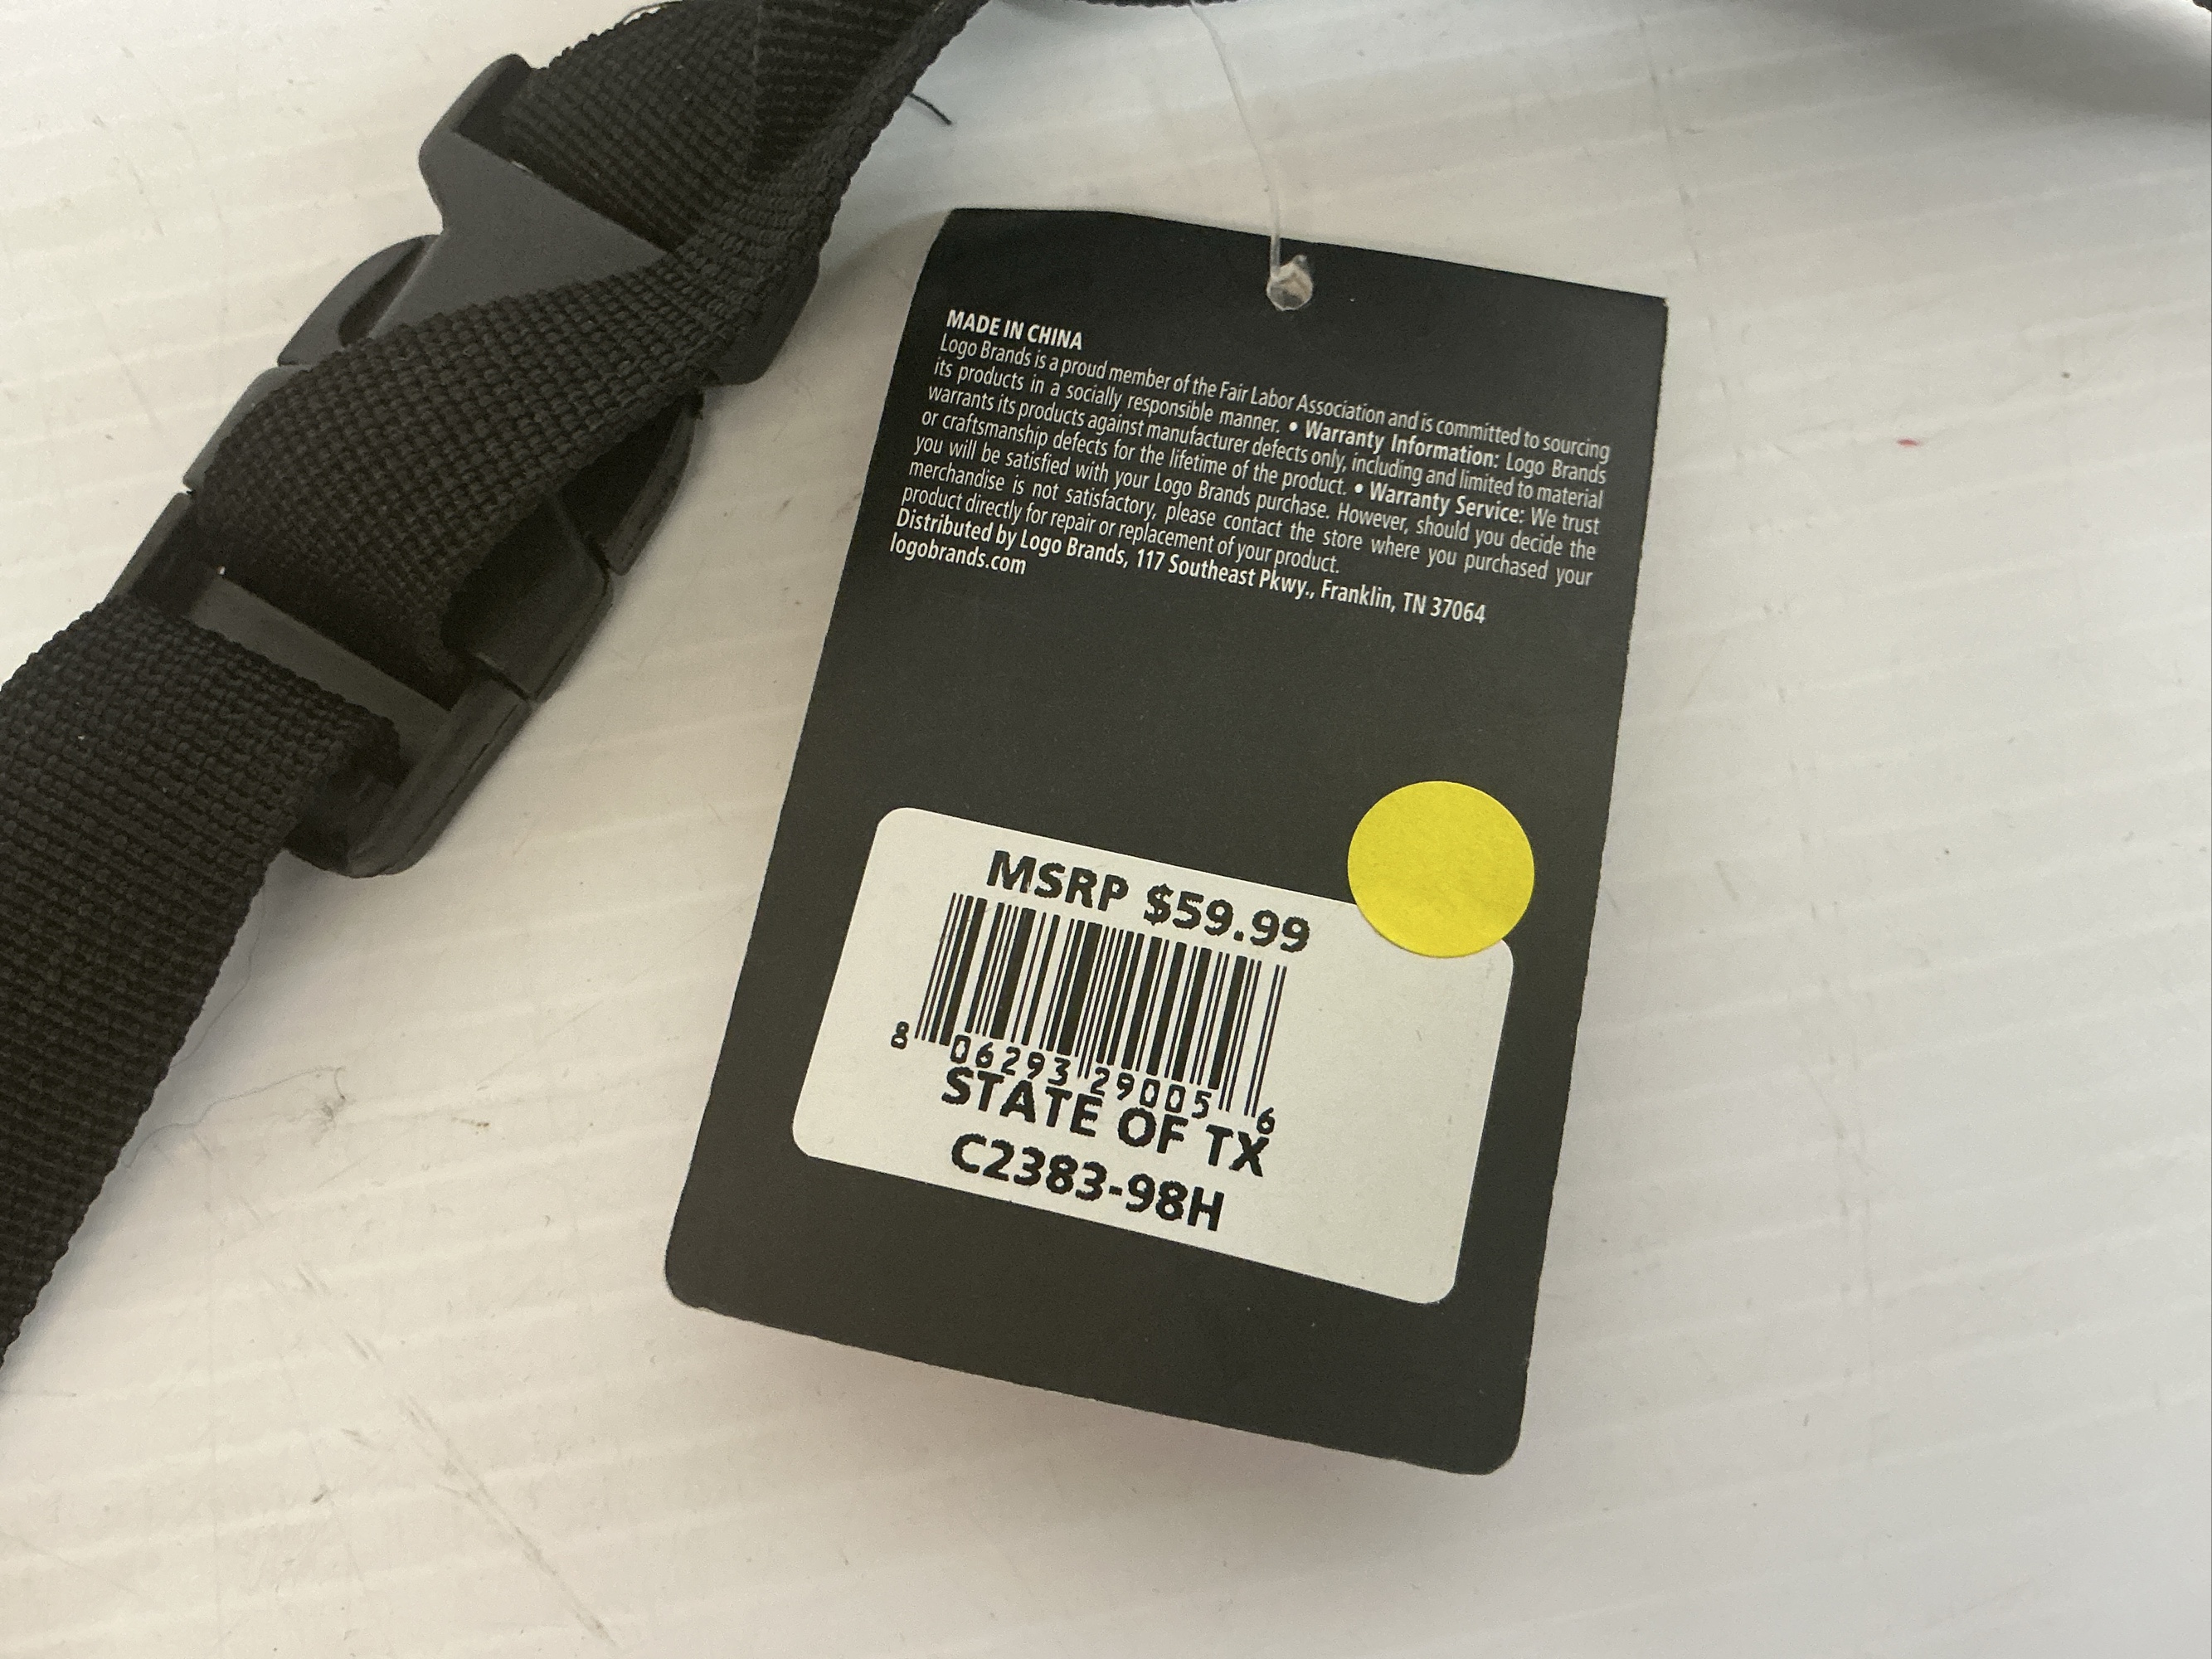 MADE IN CHINA
Logo Brands is a proud member of the Fair Labor Association and is committed to sourcing
its products in a socially responsible manner. • Warranty Information: Logo Brands
warrants its products against manufacturer defects only, including and limited to material
or craftsmanship defects for the lifetime of the product. • Warranty Service: We trust
you will be satisfied with your Logo Brands purchase. However, should you decide the
merchandise is not satisfactory, please contact the store where you purchased your
product directly for repair or replacement of your product.
Distributed by Logo Brands, 117 Southeast Pkwy., Franklin, TN 37064
logobrands.com
MSRP $59.99
8 06293 29005 6
STATE OF TX
C2383-98H